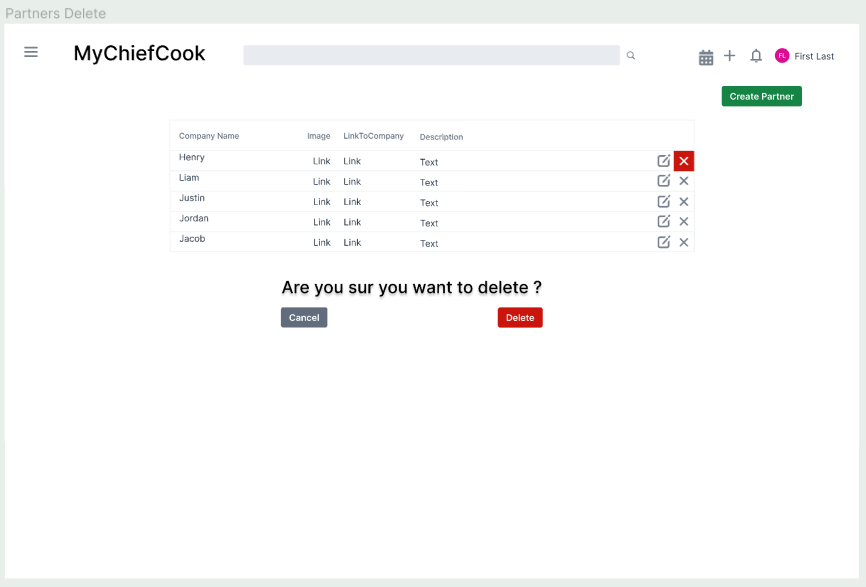 Partners Delete
MyChiefCook
FL First Last
Create Partner
Company Name Image LinkToCompany Description
Henry Link Link Text
Liam Link Link Text
Justin Link Link Text
Jordan Link Link Text
Jacob Link Link Text
Are you sur you want to delete ?
Cancel Delete